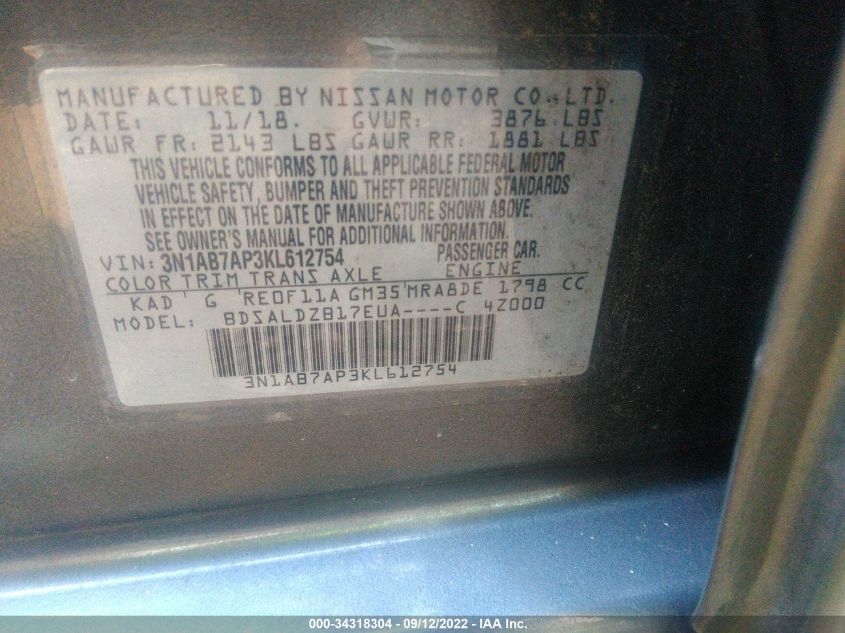 MANUFACTURED BY NISSAN MOTOR CO., LTD.
DATE: 11/18. GVWR: 3876 LBS
GAWR FR: 2143 LBS GAWR RR: 1881 LBS
THIS VEHICLE CONFORMS TO ALL APPLICABLE FEDERAL MOTOR
VEHICLE SAFETY, BUMPER AND THEFT PREVENTION STANDARDS
IN EFFECT ON THE DATE OF MANUFACTURE SHOWN ABOVE.
SEE OWNER'S MANUAL FOR ADDITIONAL INFORMATION.
VIN: 3N1AB7AP3KL612754 PASSENGER CAR.
COLOR TRIM TRANS AXLE ENGINE
KAD G RE0F11A GM35 MRA8DE 1798 CC
MODEL: BDSALDZB17EUA----C 4Z000
3N1AB7AP3KL612754
000-34318304 - 09/12/2022 - IAA Inc.